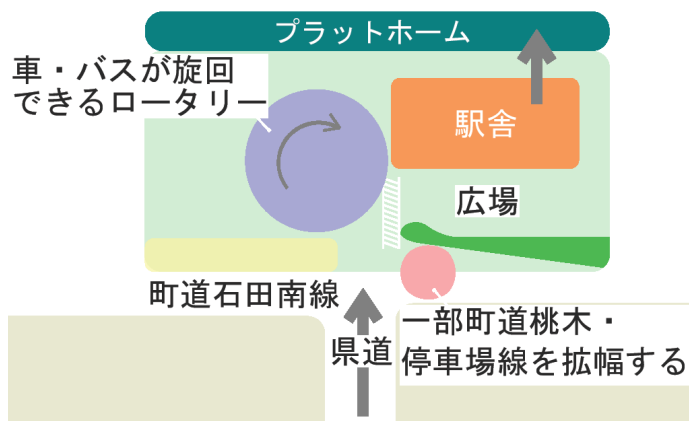 プラットホーム
車・バスが旋回
できるロータリー
駅舎
広場
町道石田南線
一部町道桃木・
停車場線を拡幅する
県道